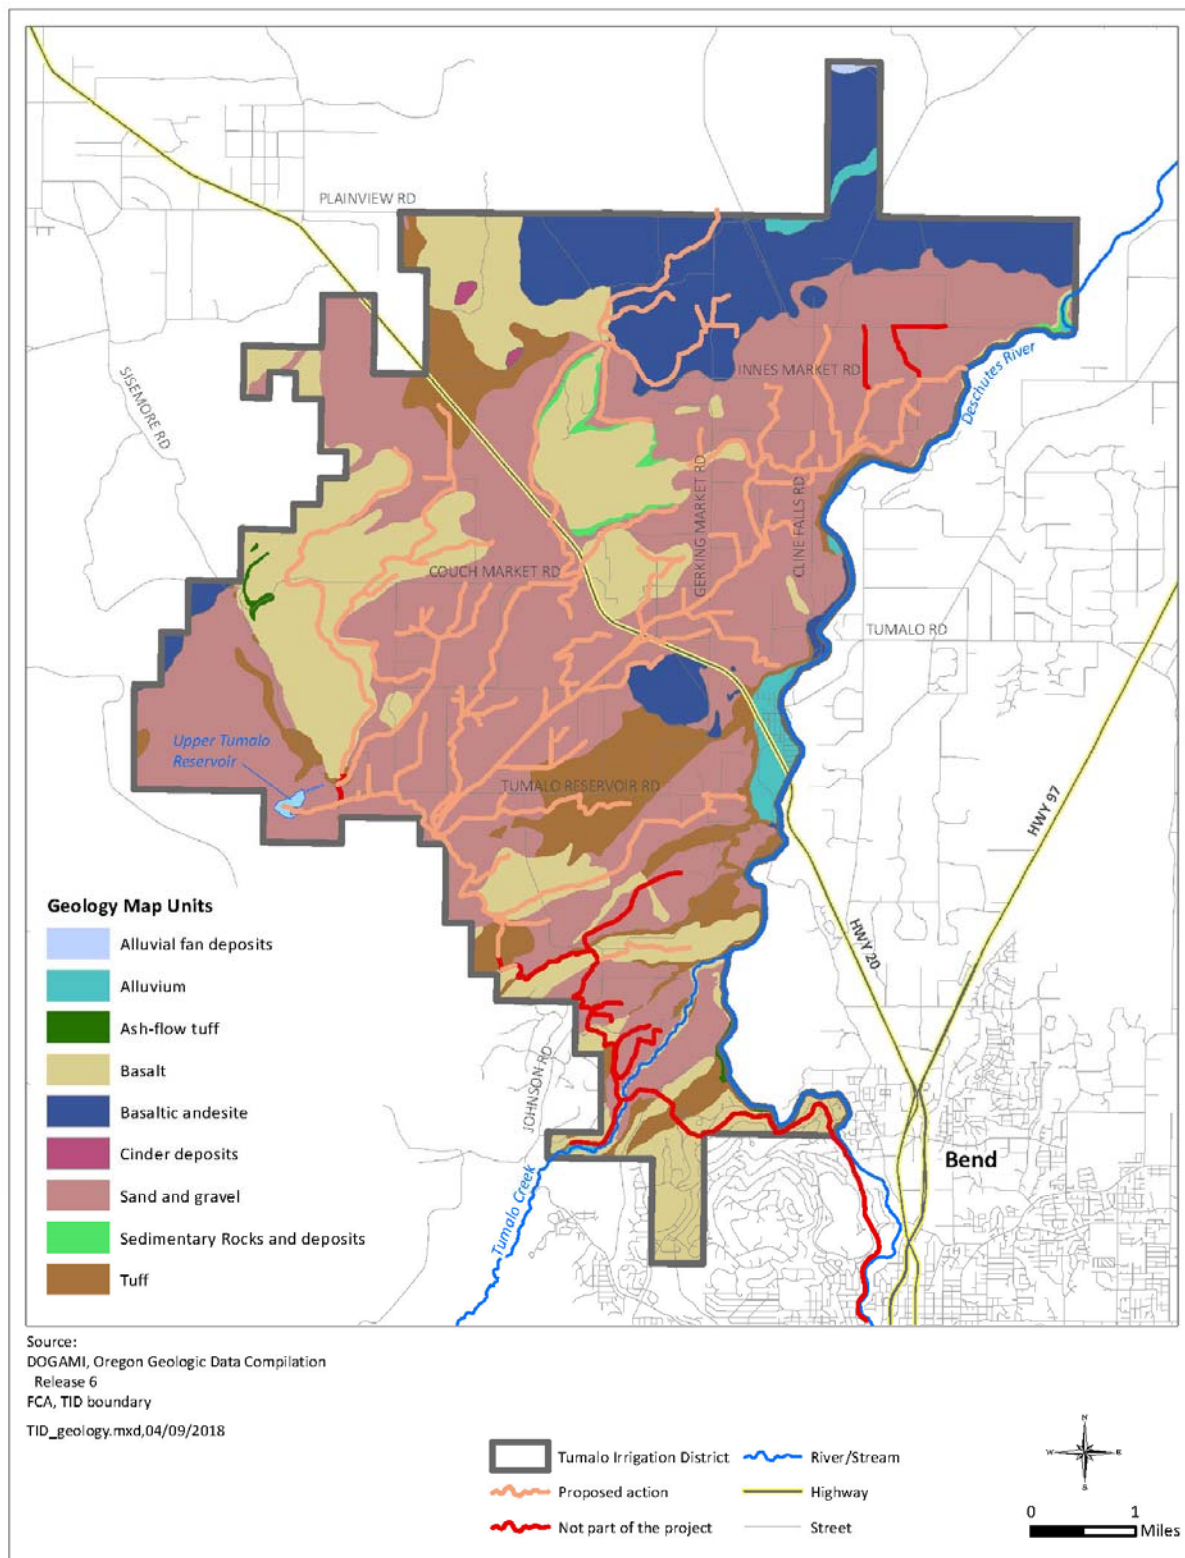 PLAINVIEW RD
SISEMORE RD
INNES MARKET RD
Deschutes River
GERKING MARKET RD
CLINE FALLS RD
COUCH MARKET RD
TUMALO RD
Upper Tumalo
Reservoir
TUMALO RESERVOIR RD
HWY 97
HWY 20
JOHNSON RD
Tumalo Creek
Bend
Geology Map Units
Alluvial fan deposits
Alluvium
Ash-flow tuff
Basalt
Basaltic andesite
Cinder deposits
Sand and gravel
Sedimentary Rocks and deposits
Tuff
Source:
DOGAMI, Oregon Geologic Data Compilation
Release 6
FCA, TID boundary
TID_geology.mxd,04/09/2018
Tumalo Irrigation District
Proposed action
Not part of the project
River/Stream
Highway
Street
N
W E
S
0 1
Miles